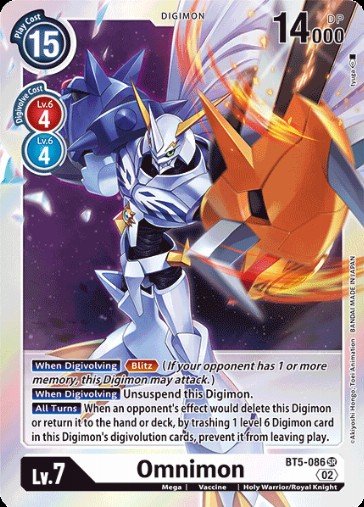 Play Cost
15
DIGIMON
DP
14000
Digivolve Cost
Lv.6
4
Lv.6
4
©Akiyoshi Hongo, Toei Animation BANDAI MADE IN JAPAN
When Digivolving Blitz (If your opponent has 1 or more
memory, this Digimon may attack.)
When Digivolving Unsuspend this Digimon.
All Turns When an opponent's effect would delete this Digimon
or return it to the hand or deck, by trashing 1 level 6 Digimon card
in this Digimon's digivolution cards, prevent it from leaving play.
BT5-086 SR
Lv.7
Omnimon
02
Mega | Vaccine | Holy Warrior/Royal Knight